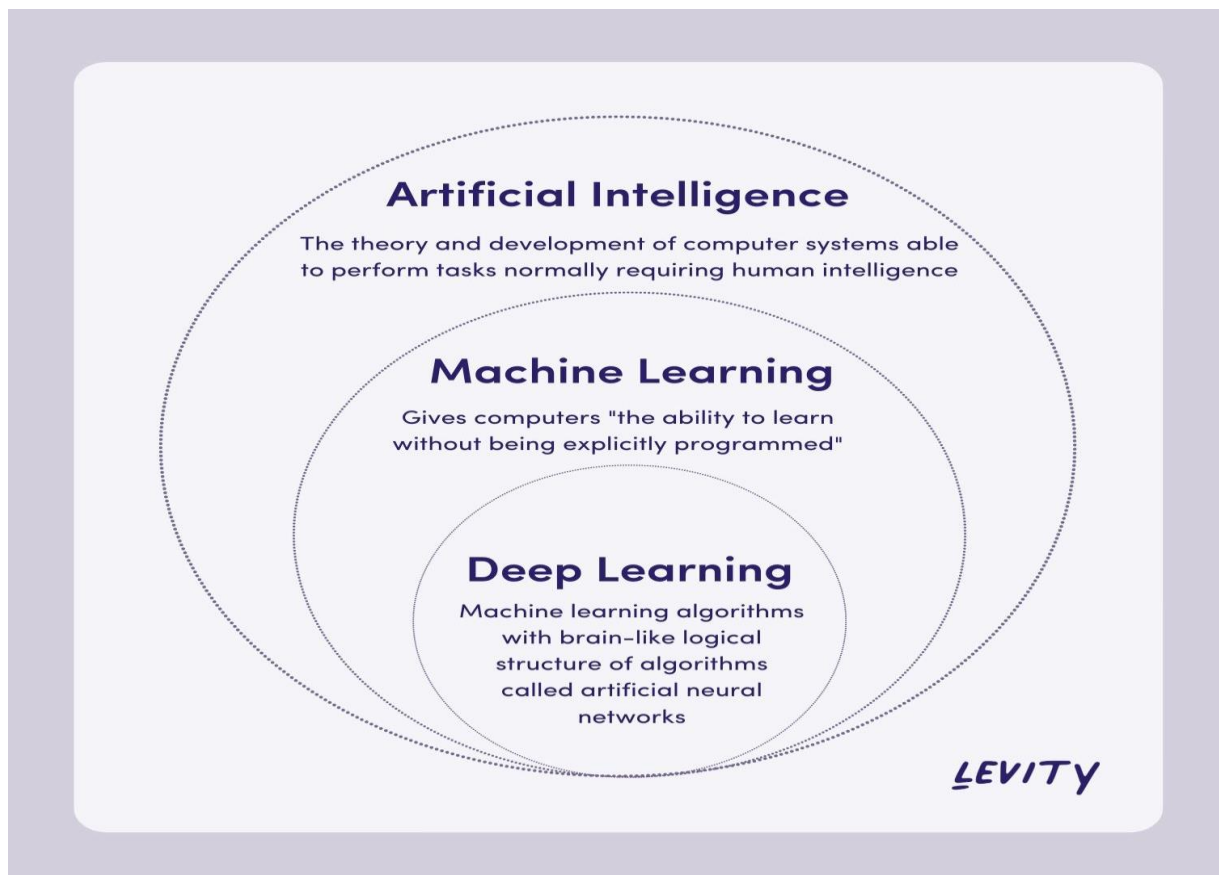 Artificial Intelligence
The theory and development of computer systems able
to perform tasks normally requiring human intelligence
Machine Learning
Gives computers "the ability to learn
without being explicitly programmed"
Deep Learning
Machine learning algorithms
with brain-like logical
structure of algorithms
called artificial neural
networks
LEVITY